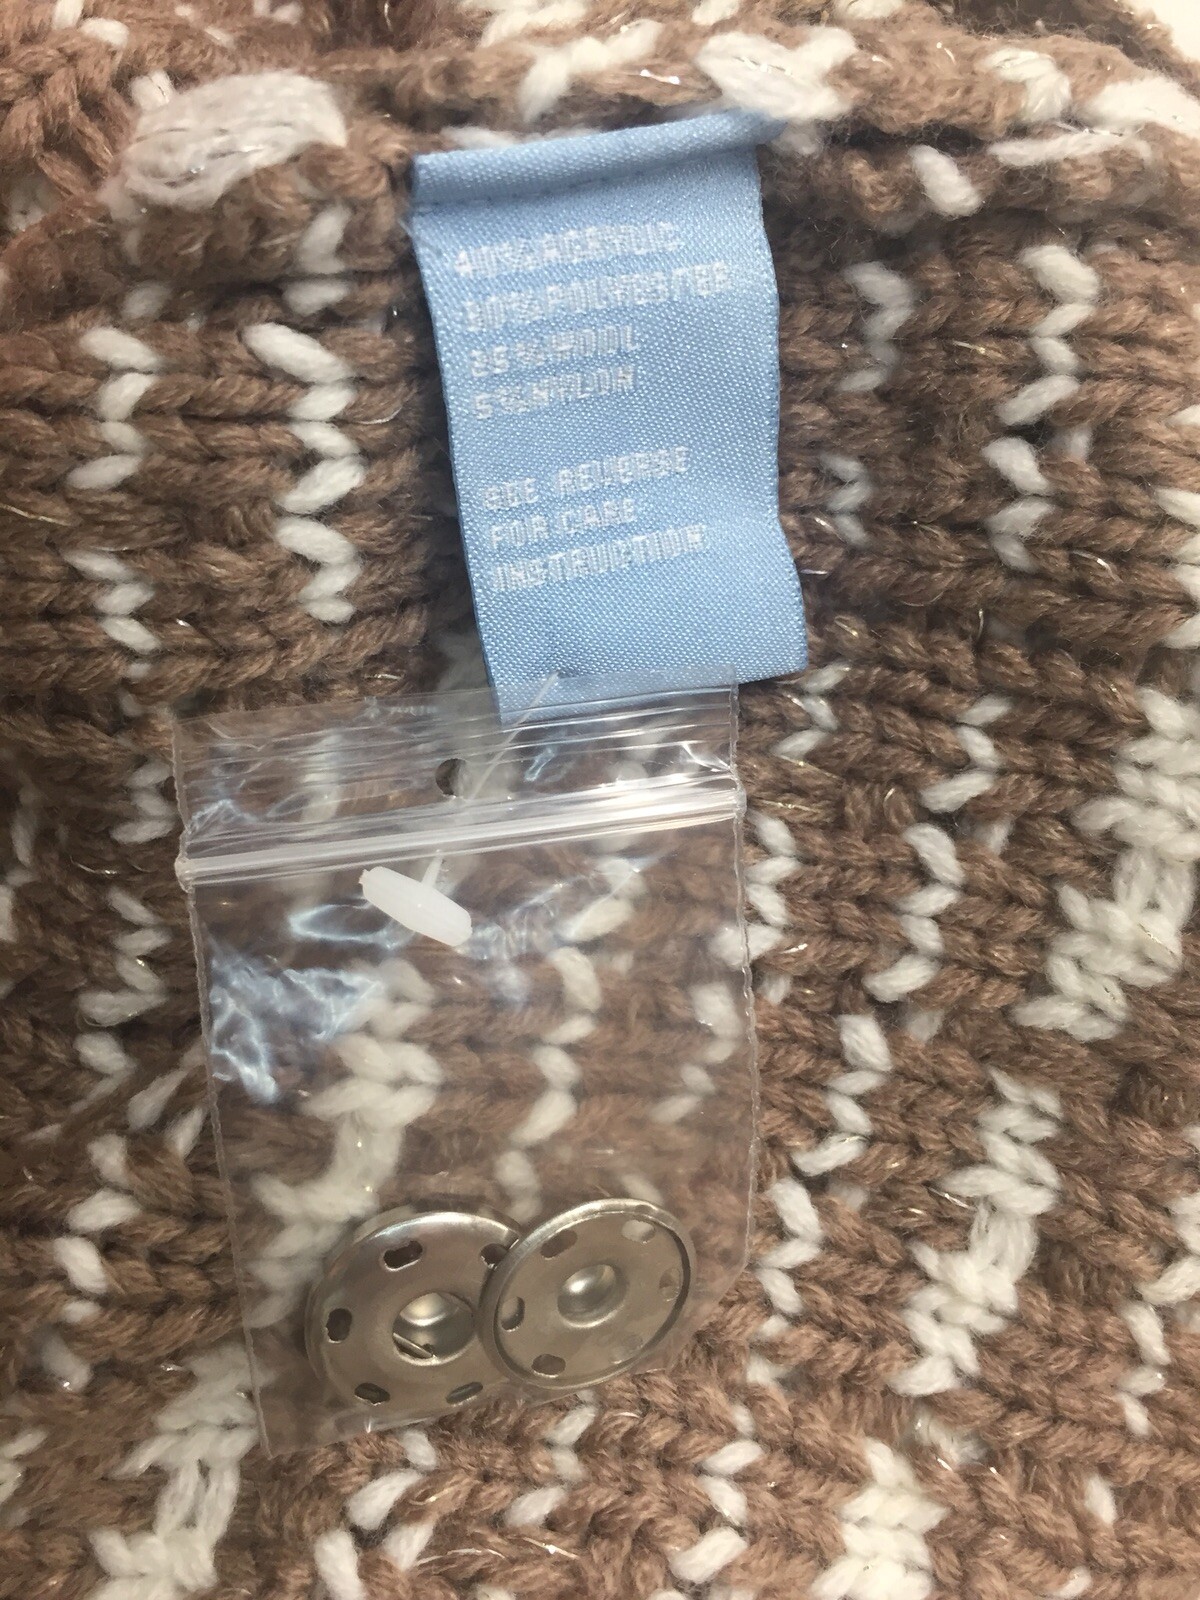 40%ACRYLIC
30%POLYESTER
25%WOOL
5%NYLON
SEE REVERSE
FOR CARE
INSTRUCTION